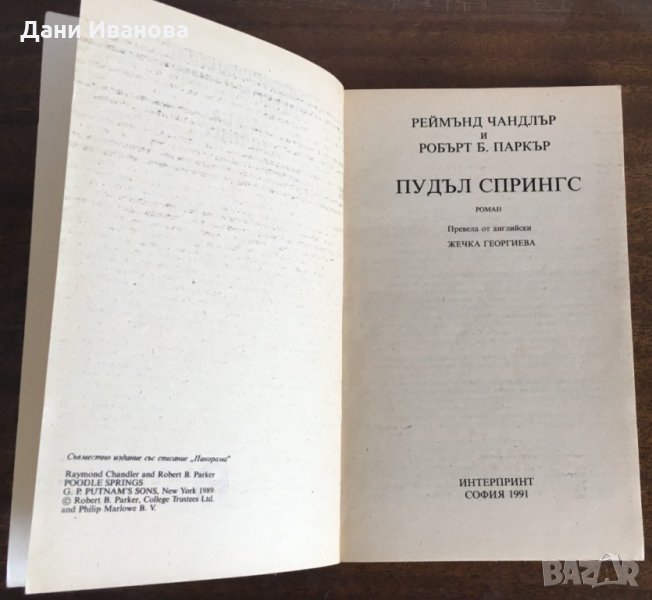 Дани Иванова
Съвместно издание със списание „Панорама“
Raymond Chandler and Robert B. Parker
POODLE SPRINGS
G. P. PUTNAM'S SONS, New York 1989
© Robert B. Parker, College Trustees Ltd.
and Philip Marlowe B. V.
РЕЙМЪНД ЧАНДЛЪР
И
РОБЪРТ Б. ПАРКЪР
ПУДЪЛ СПРИНГС
РОМАН
Превела от английски
ЖЕЧКА ГЕОРГИЕВА
ИНТЕРПРИНТ
СОФИЯ 1991
BAZAR